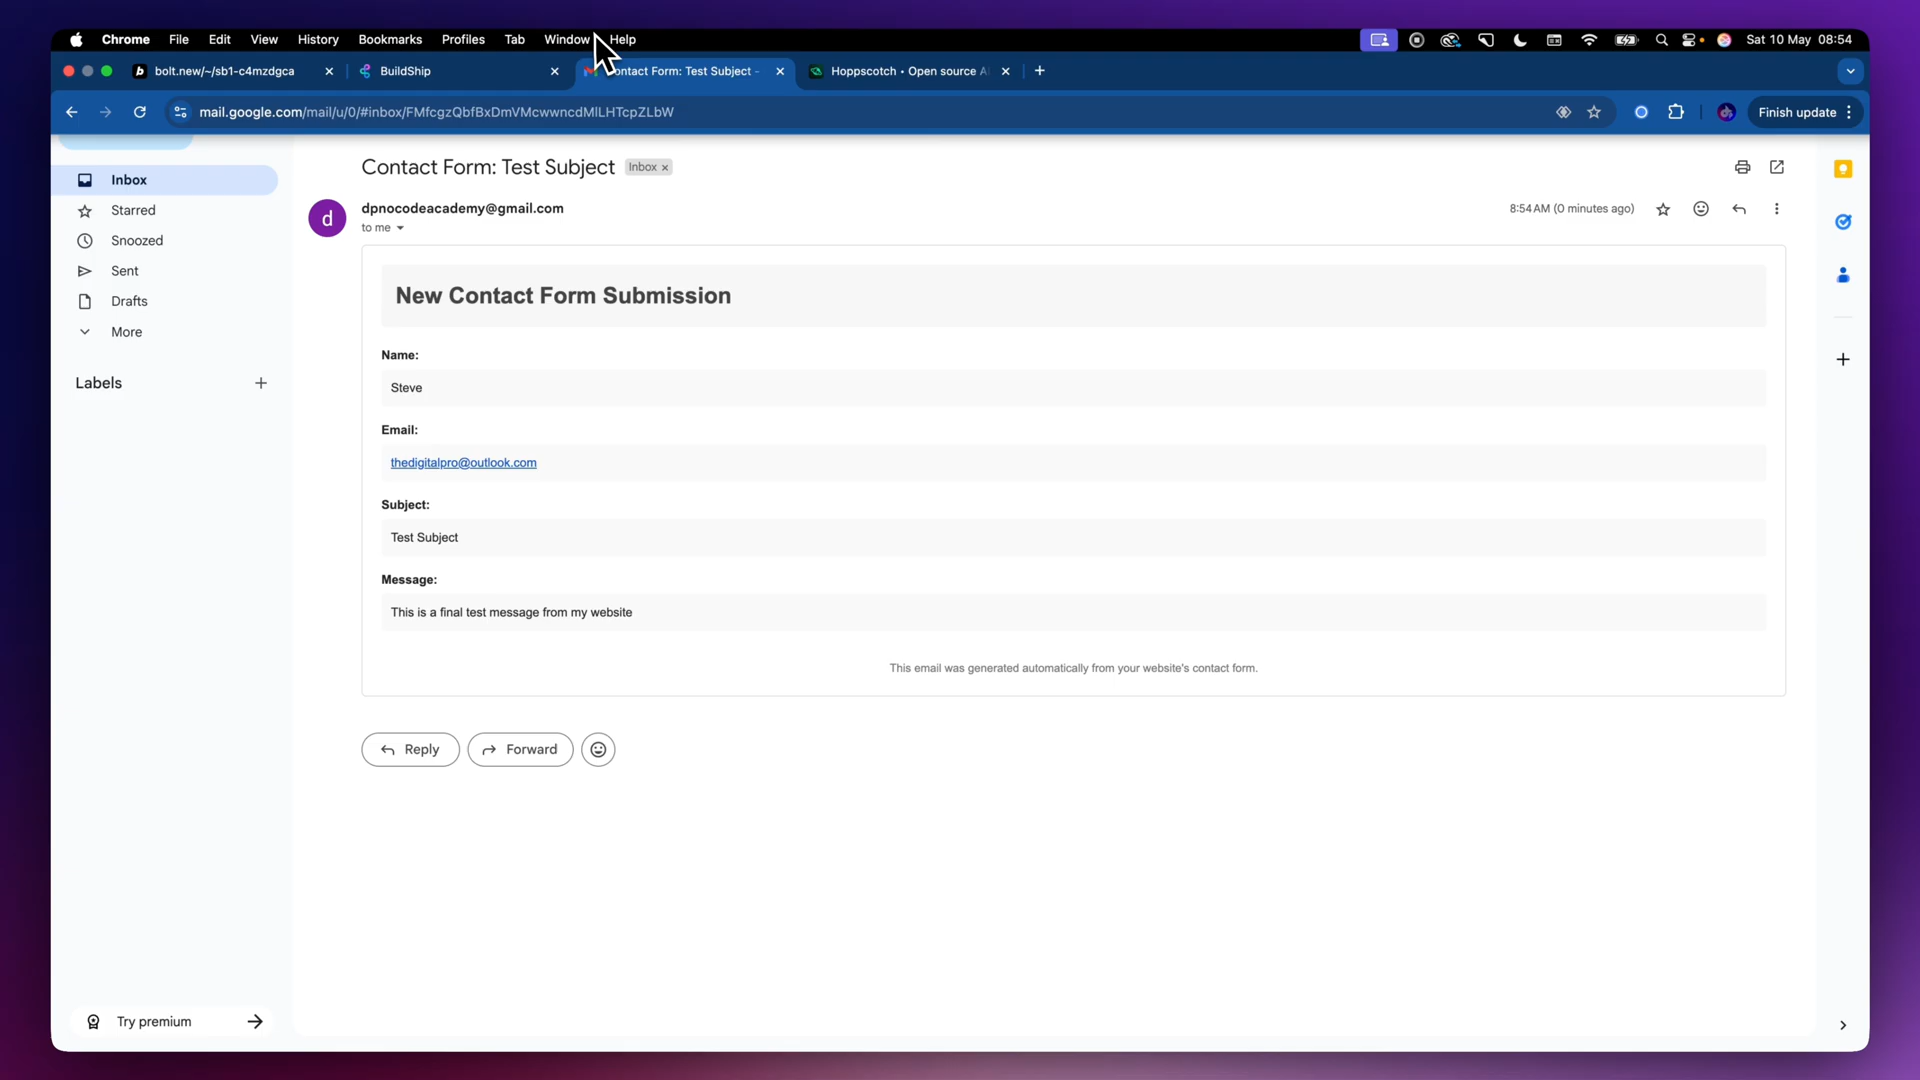 Chrome File Edit View History Bookmarks Profiles Tab Window Help Sat 10 May 08:54
bolt.new/~/sb1-c4mzdgca BuildShip ontact Form: Test Subject - Hoppscotch • Open source A
mail.google.com/mail/u/0/#inbox/FMfcgzQbfBxDmVMcwwncdMlLHTcpZLbW Finish update
Inbox
Starred
Snoozed
Sent
Drafts
More
Labels
Try premium
Contact Form: Test Subject Inbox
d
dpnocodeacademy@gmail.com 8:54 AM (0 minutes ago)
to me
New Contact Form Submission
Name:
Steve
Email:
thedigitalpro@outlook.com
Subject:
Test Subject
Message:
This is a final test message from my website
This email was generated automatically from your website's contact form.
Reply Forward